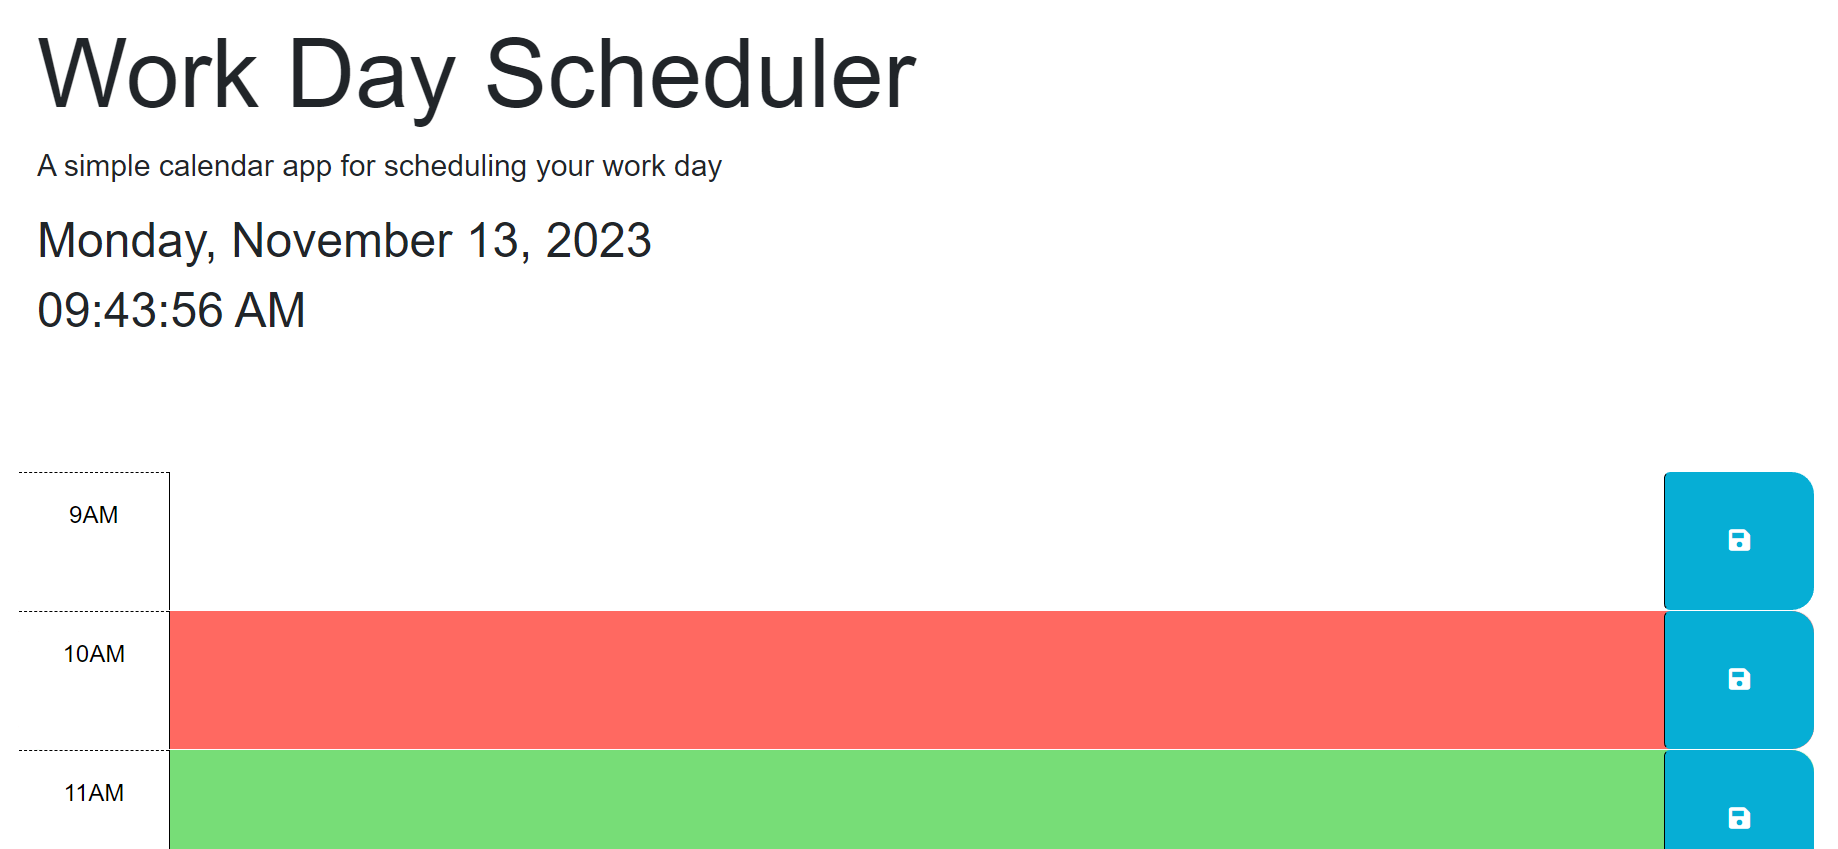 Work Day Scheduler
A simple calendar app for scheduling your work day
Monday, November 13, 2023
09:43:56 AM
9AM
10AM
11AM